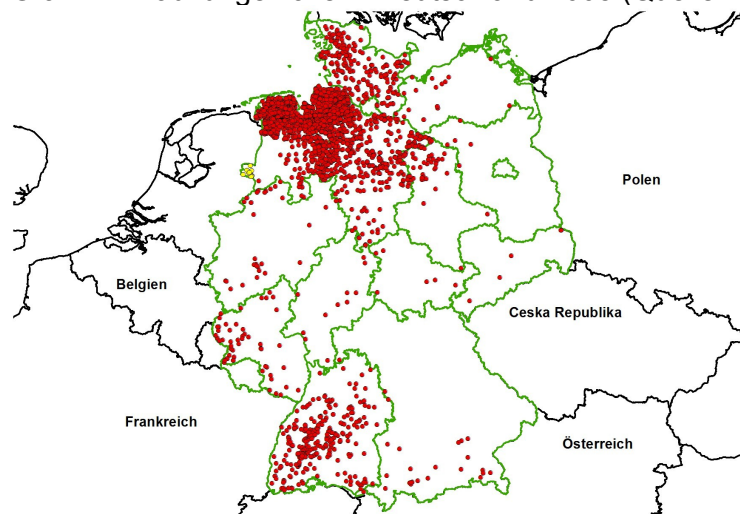 Polen
Belgien
Ceska Republika
Frankreich
Österreich